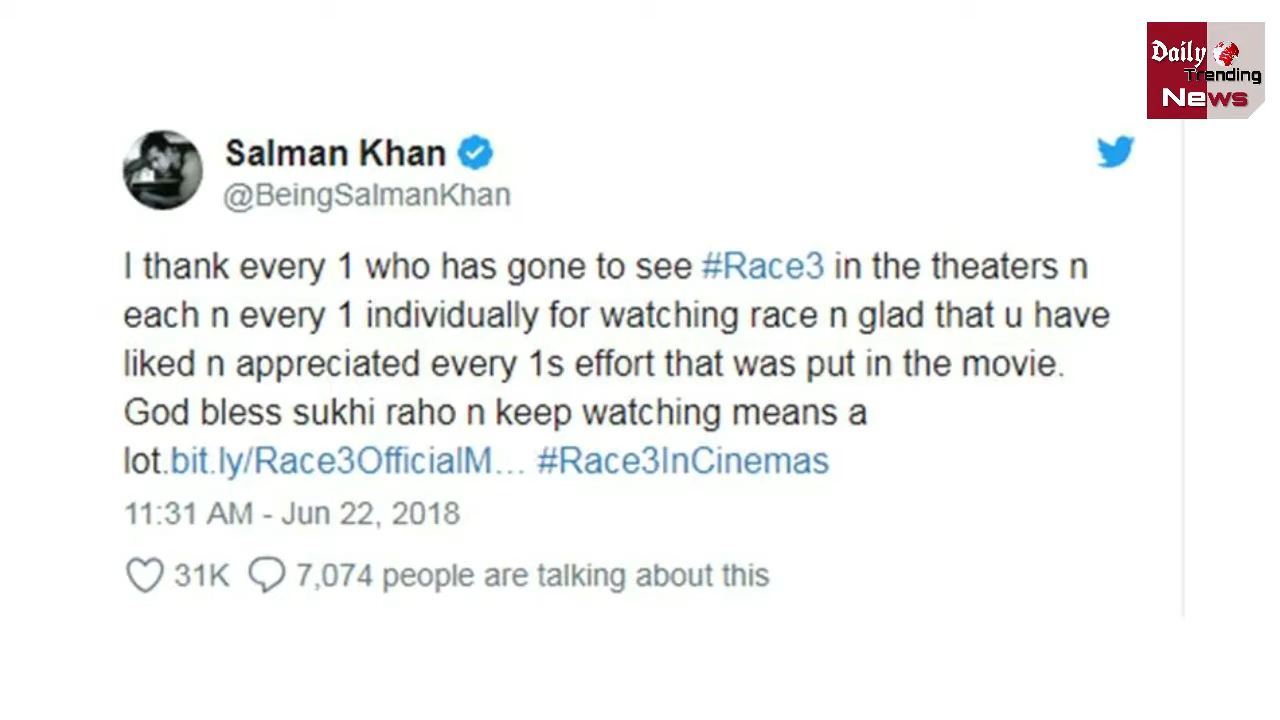 Daily
Trending
News
Salman Khan
@BeingSalmanKhan
I thank every 1 who has gone to see #Race3 in the theaters n
each n every 1 individually for watching race n glad that u have
liked n appreciated every 1s effort that was put in the movie.
God bless sukhi raho n keep watching means a
lot.bit.ly/Race3OfficialM... #Race3InCinemas
11:31 AM - Jun 22, 2018
31K 7,074 people are talking about this